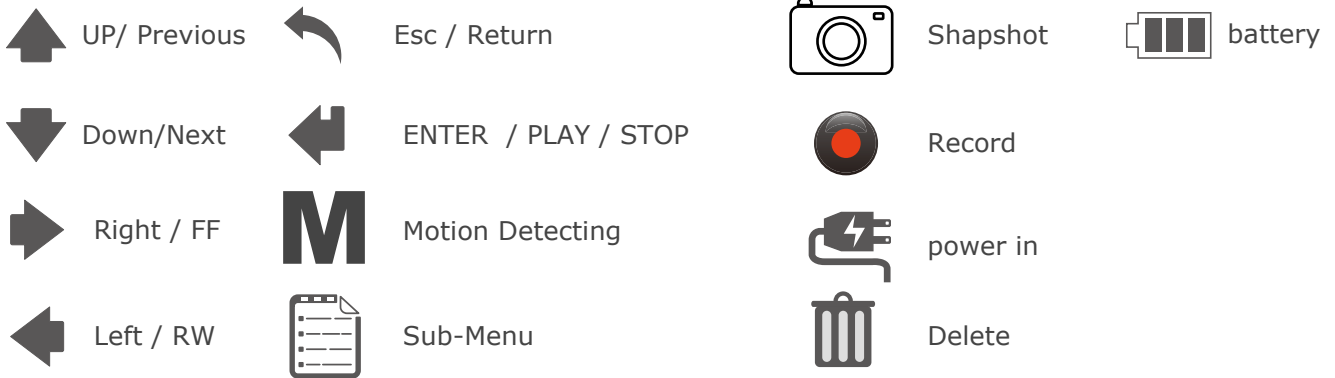 UP/ Previous
Esc / Return
Shapshot
battery
Down/Next
ENTER / PLAY / STOP
Record
Right / FF
M
Motion Detecting
power in
Left / RW
Sub-Menu
Delete